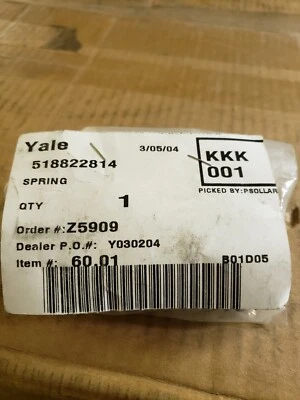 Yale 3/05/04 KKK
518822814 001
SPRING PICKED BY:PSOLLAR
QTY 1
Order #:Z5909
Dealer P.O.#: Y030204
Item #: 60.01 B01D05